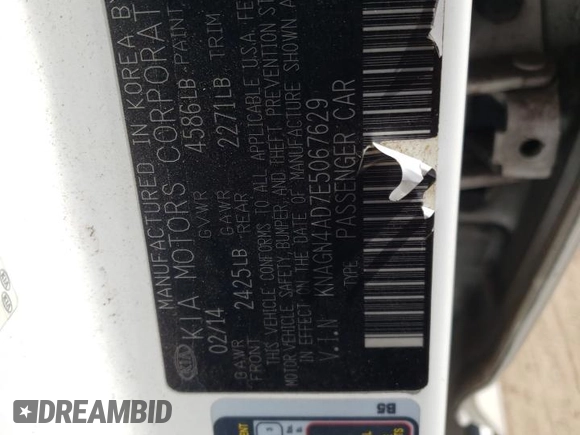 MANUFACTURED IN KOREA B
KIA MOTORS CORPORAT
02/14 GVWR 4586LB PAINT
GAWR FRONT 2425LB GAWR REAR 2271LB TRIM
THIS VEHICLE CONFORMS TO ALL APPLICABLE U.S.A. FE
MOTOR VEHICLE SAFETY, BUMPER AND THEFT PREVENTION ST
IN EFFECT ON THE DATE OF MANUFACTURE SHOWN A
V.I.N KNAGN4AD7E5067629
TYPE: PASSENGER CAR
KIA
B5
DREAMBID